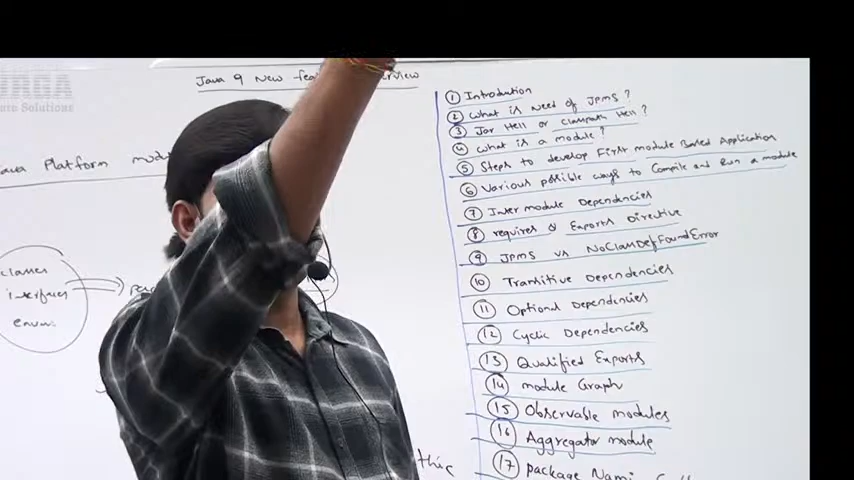 Java 9 New
URGA
Solutions
Java Platform
classes
interfaces
enums
① Introduction
② What is Need of JPMS?
③ Jar Hell or classpath Hell?
④ what is a module?
⑤ Steps to develop First module Based Application
⑥ Various possible ways to Compile and Run a module
⑦ Inter module Dependencies
⑧ requires & Exports Directive
⑨ JPMS vs NoClassDefFoundError
⑩ Transitive Dependencies
⑪ Optional Dependencies
⑫ Cyclic Dependencies
⑬ Qualified Exports
⑭ module Graph
⑮ Observable modules
⑯ Aggregator module
⑰ package